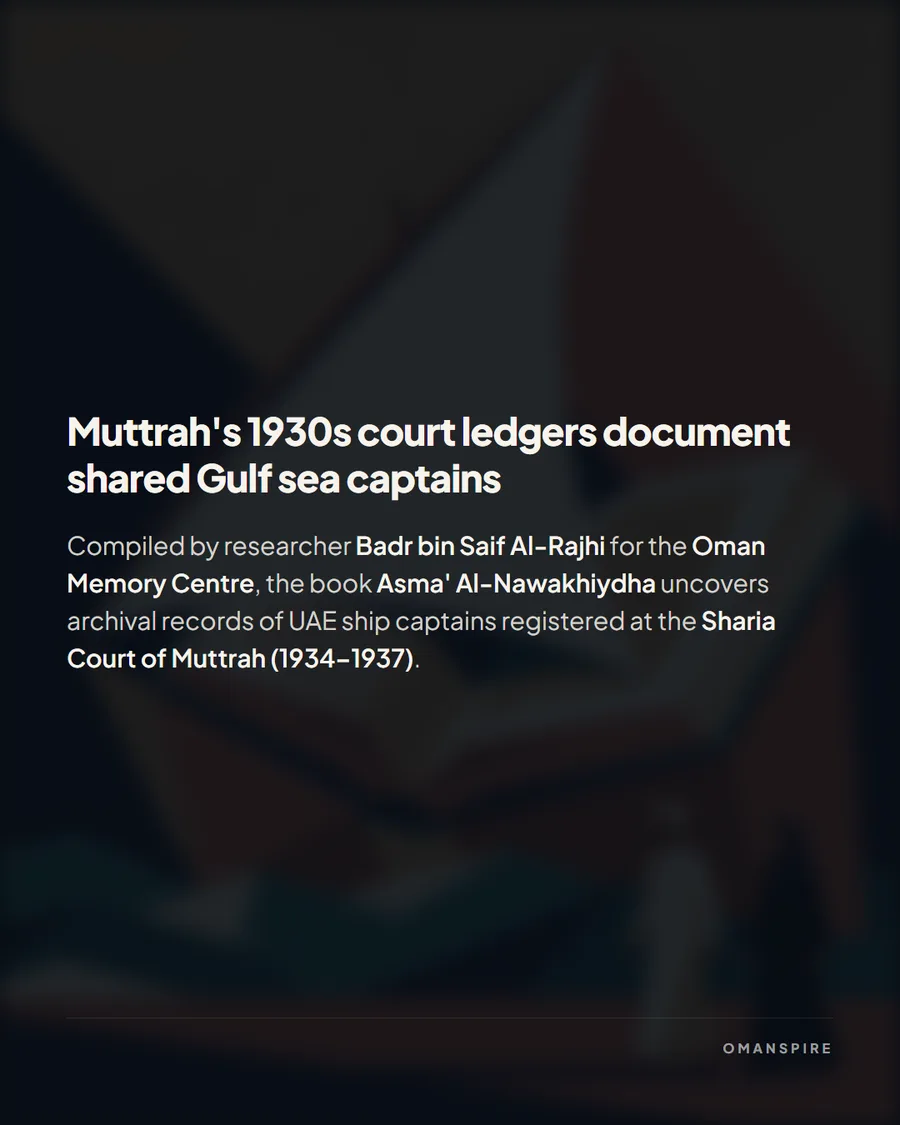 Muttrah's 1930s court ledgers document
shared Gulf sea captains
Compiled by researcher Badr bin Saif Al-Rajhi for the Oman
Memory Centre, the book Asma' Al-Nawakhiydha uncovers
archival records of UAE ship captains registered at the Sharia
Court of Muttrah (1934–1937).
OMANSPIRE